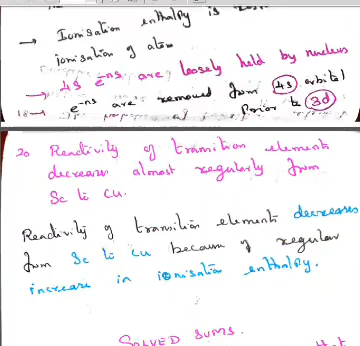 → Ionisation enthalpy is
ionisation of atom
→ 4s e⁻ns are loosely held by nucleus
e⁻ns are removed from 4s orbital
18→ prior to 3d
20 Reactivity of transition elements
decreases almost regularly from
Sc to Cu.
Reactivity of transition elements decreases
from Sc to Cu because of regular
increase in ionisation enthalpy.
SOLVED SUMS.